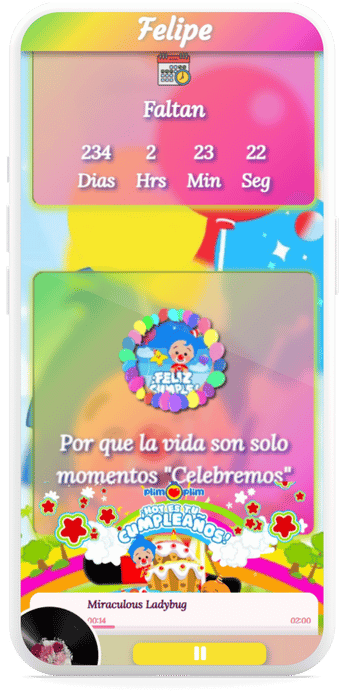 Felipe
Faltan
234 2 23 22
Dias Hrs Min Seg
¡FELIZ
CUMPLE!
Por que la vida son solo
momentos "Celebremos"
plim plim
¡HOY ES TU
CUMPLEAÑOS!
Miraculous Ladybug
00:14 02:00